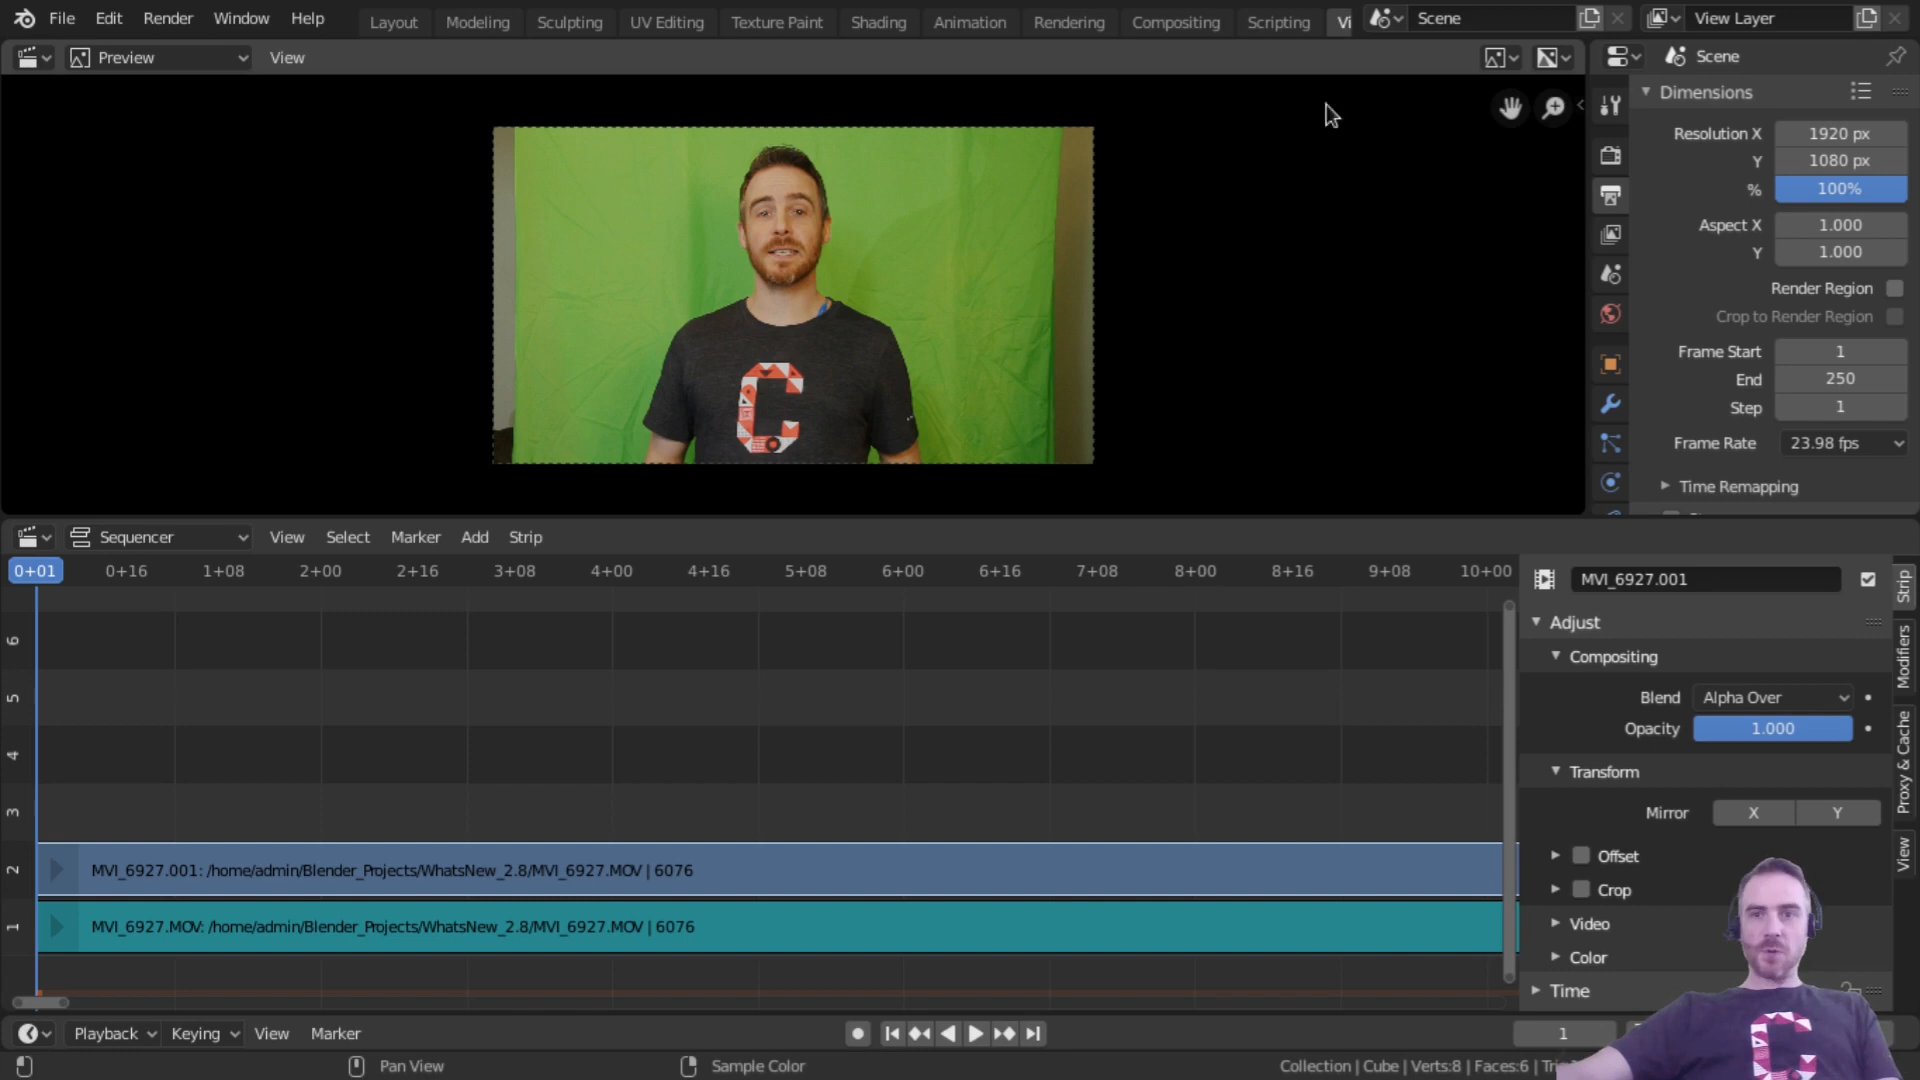 File Edit Render Window Help Layout Modeling Sculpting UV Editing Texture Paint Shading Animation Rendering Compositing Scripting Vi Scene View Layer
Preview View Scene
Dimensions
Resolution X 1920 px
Y 1080 px
% 100%
Aspect X 1.000
Y 1.000
Render Region
Crop to Render Region
Frame Start 1
End 250
Step 1
Frame Rate 23.98 fps
Time Remapping
C
Sequencer View Select Marker Add Strip
0+01 0+16 1+08 2+00 2+16 3+08 4+00 4+16 5+08 6+00 6+16 7+08 8+00 8+16 9+08 10+00
6
5
4
3
2 MVI_6927.001: /home/admin/Blender_Projects/WhatsNew_2.8/MVI_6927.MOV | 6076
1 MVI_6927.MOV: /home/admin/Blender_Projects/WhatsNew_2.8/MVI_6927.MOV | 6076
MVI_6927.001
Adjust
Compositing
Blend Alpha Over
Opacity 1.000
Transform
Mirror X Y
Offset
Crop
Video
Color
Time
Strip
Modifiers
Proxy & Cache
View
C
Playback Keying View Marker 1
Pan View Sample Color Collection | Cube | Verts:8 | Faces:6 |